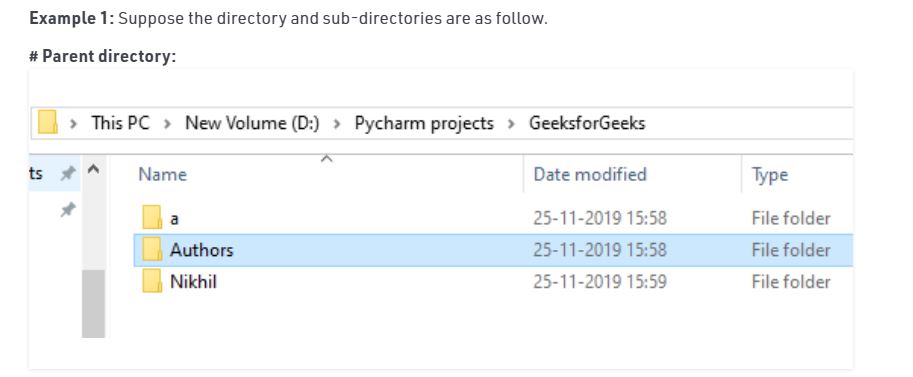 Example 1: Suppose the directory and sub-directories are as follow.
# Parent directory:
This PC > New Volume (D:) > Pycharm projects > GeeksforGeeks
ts Name Date modified Type
a 25-11-2019 15:58 File folder
Authors 25-11-2019 15:58 File folder
Nikhil 25-11-2019 15:59 File folder